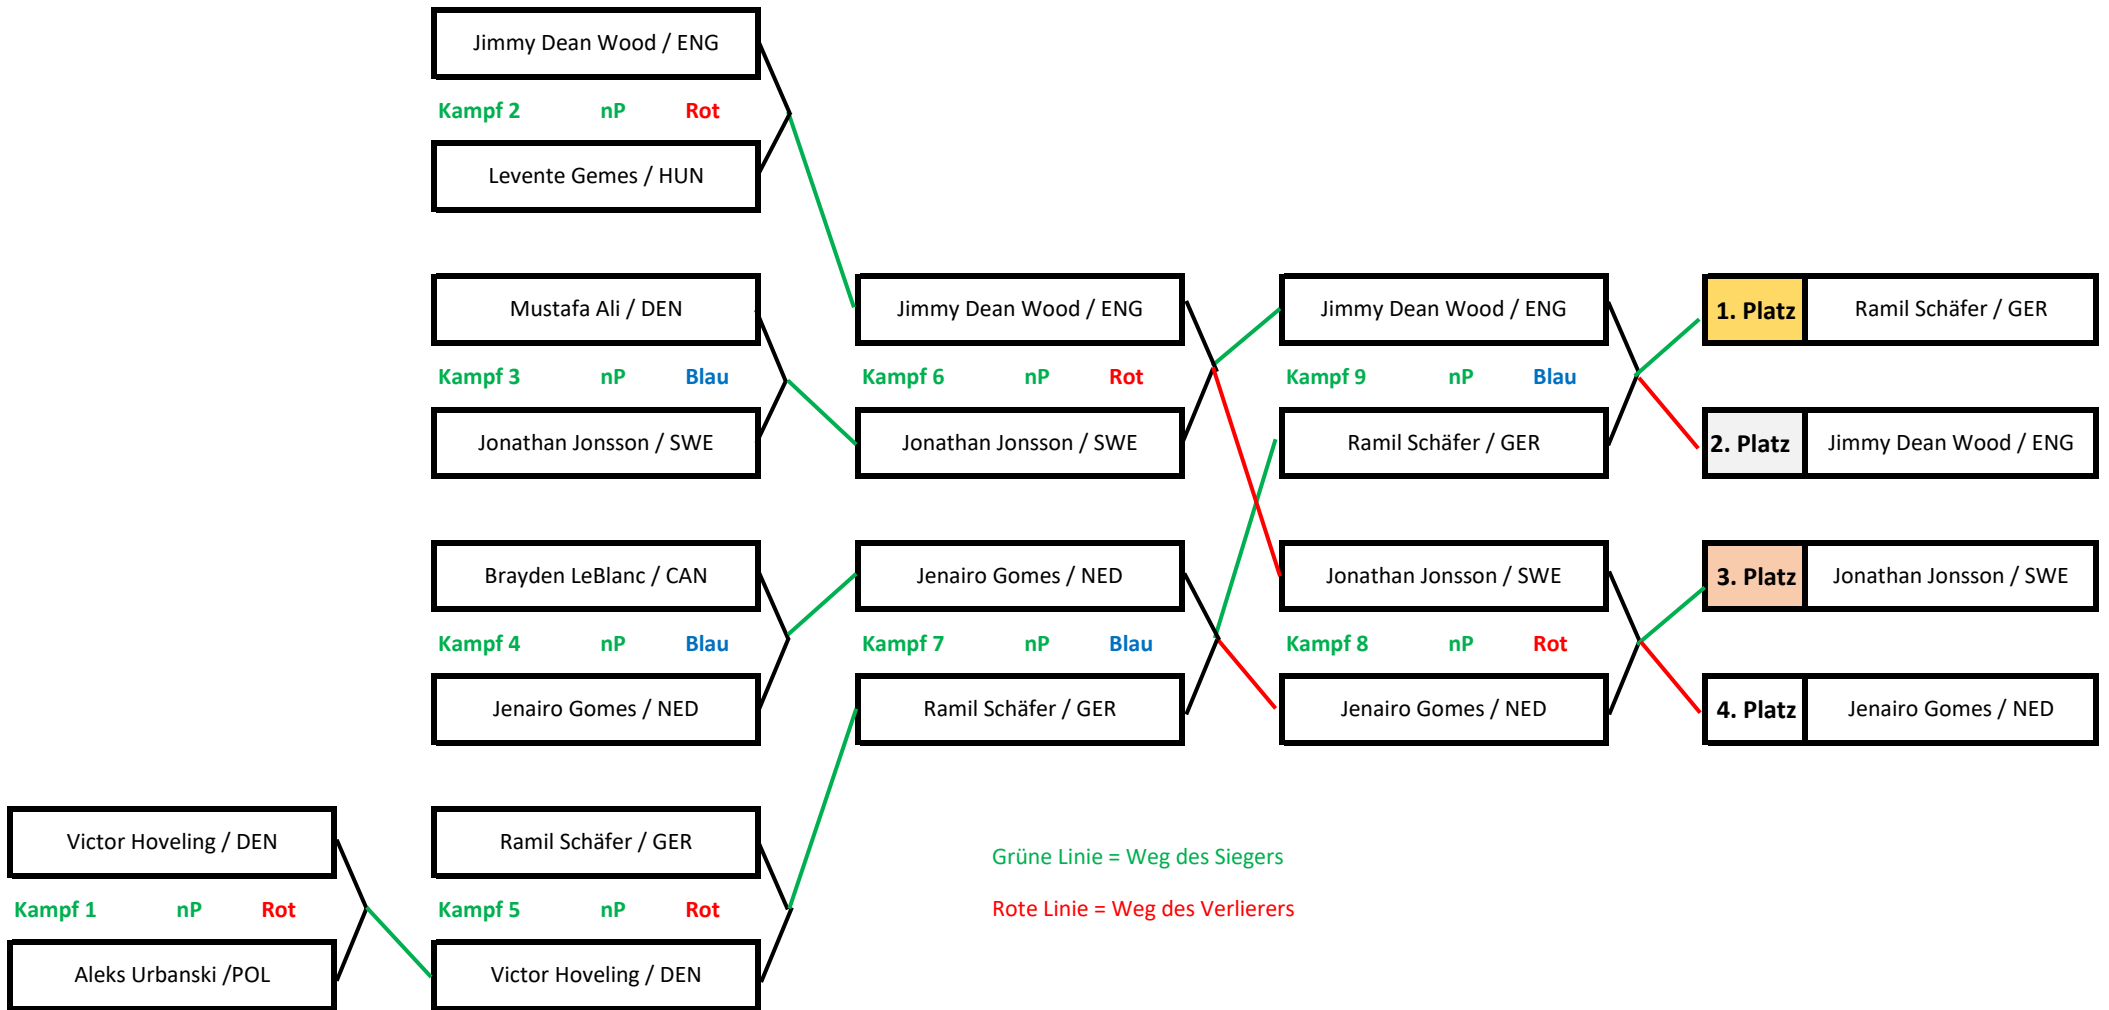 Jimmy Dean Wood / ENG
Kampf 2 nP Rot
Levente Gemes / HUN
Mustafa Ali / DEN
Kampf 3 nP Blau
Jonathan Jonsson / SWE
Brayden LeBlanc / CAN
Kampf 4 nP Blau
Jenairo Gomes / NED
Victor Hoveling / DEN
Kampf 1 nP Rot
Aleks Urbanski /POL
Ramil Schäfer / GER
Kampf 5 nP Rot
Victor Hoveling / DEN
Jimmy Dean Wood / ENG
Kampf 6 nP Rot
Jonathan Jonsson / SWE
Jenairo Gomes / NED
Kampf 7 nP Blau
Ramil Schäfer / GER
Jimmy Dean Wood / ENG
Kampf 9 nP Blau
Ramil Schäfer / GER
Jonathan Jonsson / SWE
Kampf 8 nP Rot
Jenairo Gomes / NED
1. Platz Ramil Schäfer / GER
2. Platz Jimmy Dean Wood / ENG
3. Platz Jonathan Jonsson / SWE
4. Platz Jenairo Gomes / NED
Grüne Linie = Weg des Siegers
Rote Linie = Weg des Verlierers